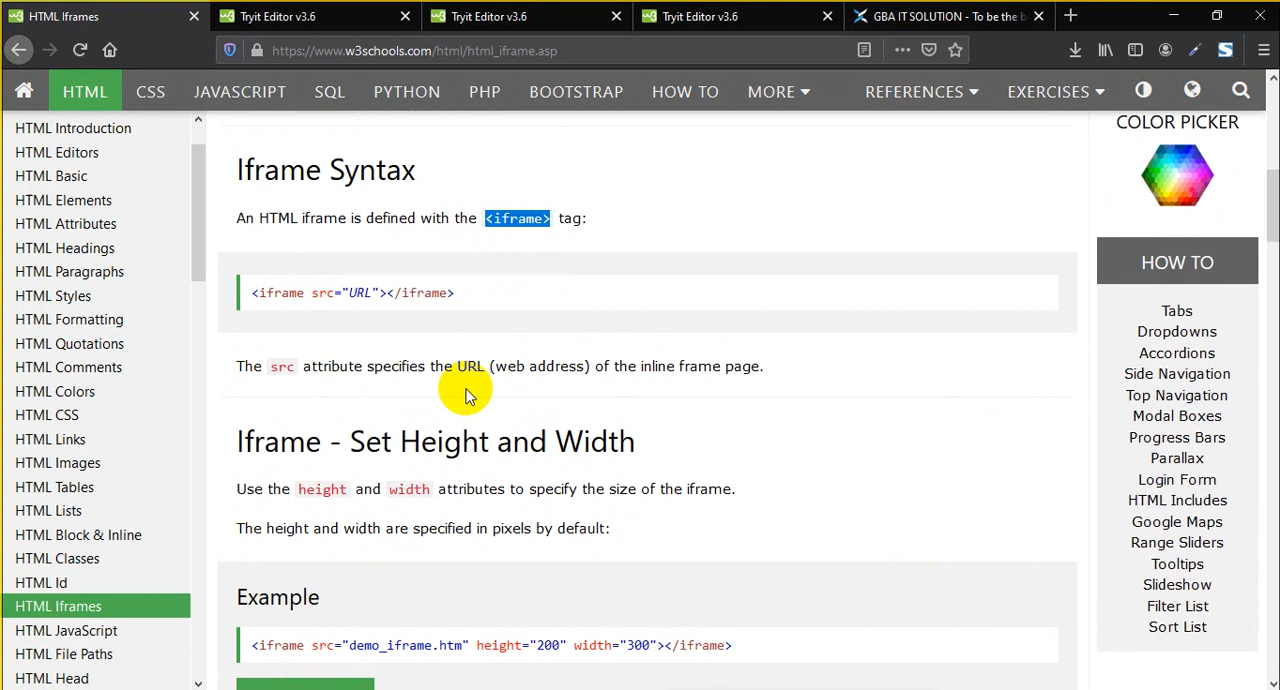 HTML Iframes
Tryit Editor v3.6
Tryit Editor v3.6
Tryit Editor v3.6
GBA IT SOLUTION - To be the b
https://www.w3schools.com/html/html_iframe.asp
HTML CSS JAVASCRIPT SQL PYTHON PHP BOOTSTRAP HOW TO MORE REFERENCES EXERCISES
HTML Introduction
HTML Editors
HTML Basic
HTML Elements
HTML Attributes
HTML Headings
HTML Paragraphs
HTML Styles
HTML Formatting
HTML Quotations
HTML Comments
HTML Colors
HTML CSS
HTML Links
HTML Images
HTML Tables
HTML Lists
HTML Block & Inline
HTML Classes
HTML Id
HTML Iframes
HTML JavaScript
HTML File Paths
HTML Head
Iframe Syntax
An HTML iframe is defined with the <iframe> tag:
<iframe src="URL"></iframe>
The src attribute specifies the URL (web address) of the inline frame page.
Iframe - Set Height and Width
Use the height and width attributes to specify the size of the iframe.
The height and width are specified in pixels by default:
Example
<iframe src="demo_iframe.htm" height="200" width="300"></iframe>
COLOR PICKER
HOW TO
Tabs
Dropdowns
Accordions
Side Navigation
Top Navigation
Modal Boxes
Progress Bars
Parallax
Login Form
HTML Includes
Google Maps
Range Sliders
Tooltips
Slideshow
Filter List
Sort List